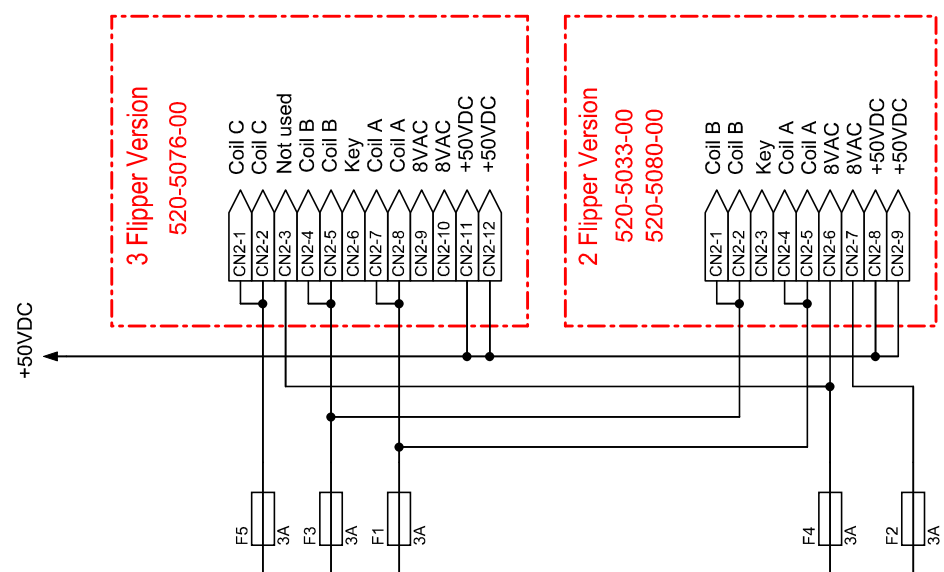 3 Flipper Version
520-5076-00
Coil C
Coil C
Not used
Coil B
Coil B
Key
Coil A
Coil A
8VAC
8VAC
+50VDC
+50VDC
CN2-1
CN2-2
CN2-3
CN2-4
CN2-5
CN2-6
CN2-7
CN2-8
CN2-9
CN2-10
CN2-11
CN2-12
2 Flipper Version
520-5033-00
520-5080-00
Coil B
Coil B
Key
Coil A
Coil A
8VAC
8VAC
+50VDC
+50VDC
CN2-1
CN2-2
CN2-3
CN2-4
CN2-5
CN2-6
CN2-7
CN2-8
CN2-9
+50VDC
F5
3A
F3
3A
F1
3A
F4
3A
F2
3A